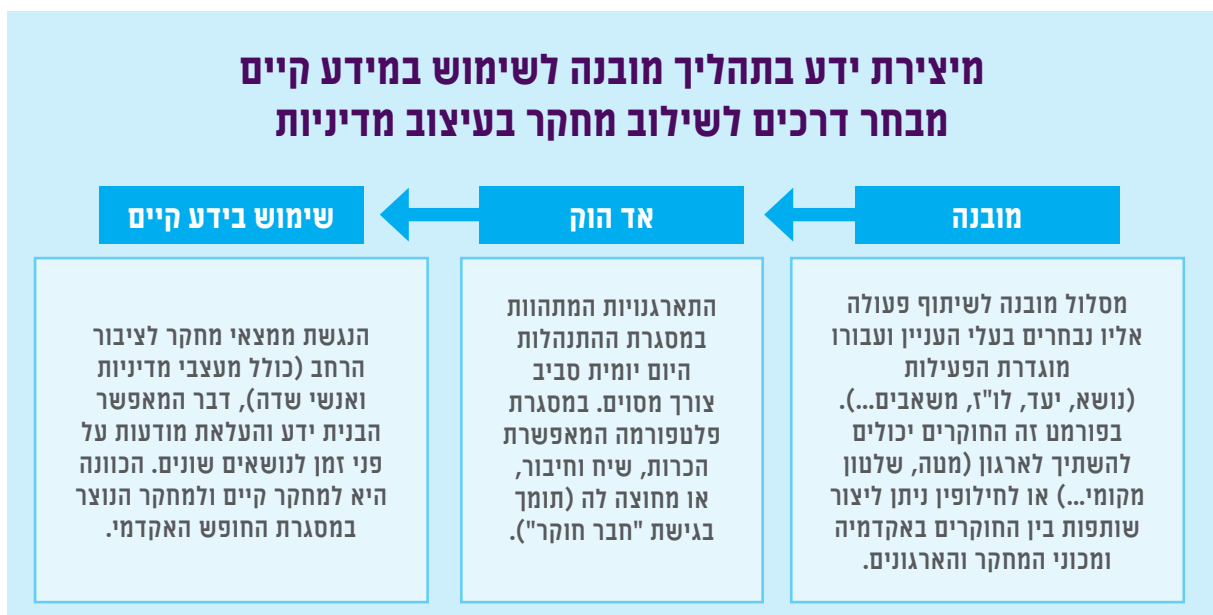 מיצירת ידע בתהליך מובנה לשימוש במידע קיים
מבחר דרכים לשילוב מחקר בעיצוב מדיניות
מובנה
מסלול מובנה לשיתוף פעולה
אליו נבחרים בעלי העניין ועבורו
מוגדרת הפעילות
(נושא, יעד, לו"ז, משאבים...).
בפורמט זה החוקרים יכולים
להשתיך לארגון (מטה, שלטון
מקומי...) או לחילופין ניתן ליצור
שותפות בין החוקרים באקדמיה
ומכוני המחקר והארגונים.
אד הוק
התארגנויות המתהוות
במסגרת ההתנהלות
היום יומית סביב
צורך מסוים. במסגרת
פלטפורמה המאפשרת
הכרות, שיח וחיבור,
או מחוצה לה (תומך
בגישת "חבר חוקר").
שימוש בידע קיים
הנגשת ממצאי מחקר לציבור
הרחב (כולל מעצבי מדיניות
ואנשי שדה), דבר המאפשר
הבנית ידע והעלאת מודעות על
פני זמן לנושאים שונים. הכוונה
היא למחקר קיים ולמחקר הנוצר
במסגרת החופש האקדמי.